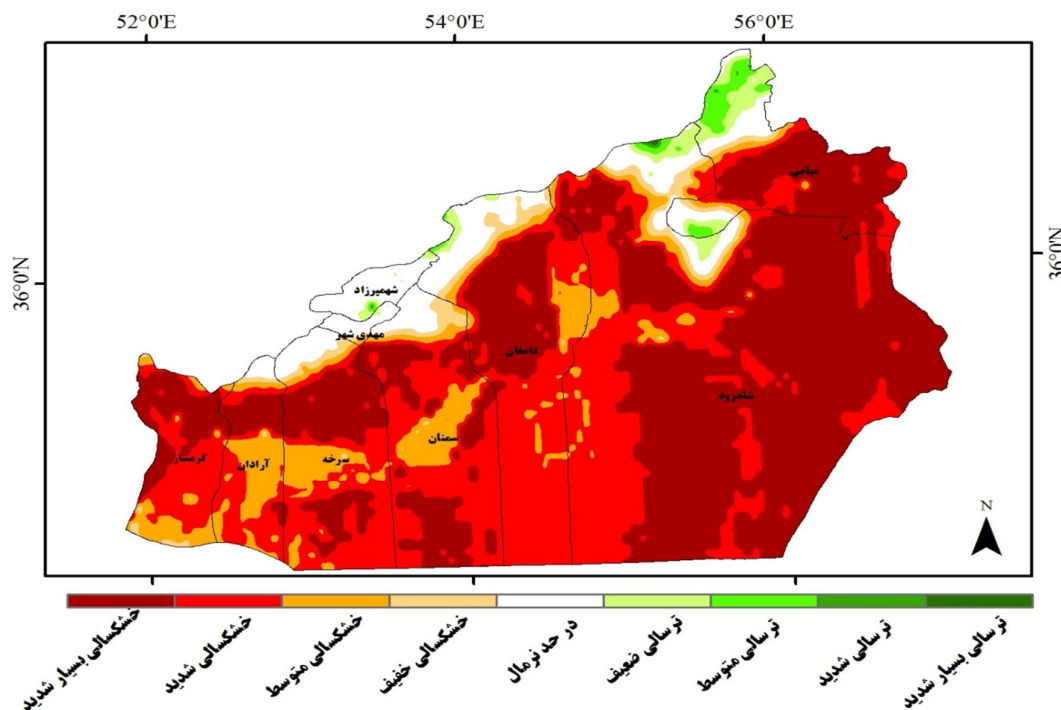 52°0'E 54°0'E 56°0'E
36°0'N
36°0'N
میامی
شهمیرزاد
مهدی شهر
دامغان
شاهرود
سمنان
سرخه
آرادان
گرمسار
N
خشکسالی بسیار شدید
خشکسالی شدید
خشکسالی متوسط
خشکسالی خفیف
در حد نرمال
ترسالی ضعیف
ترسالی متوسط
ترسالی شدید
ترسالی بسیار شدید